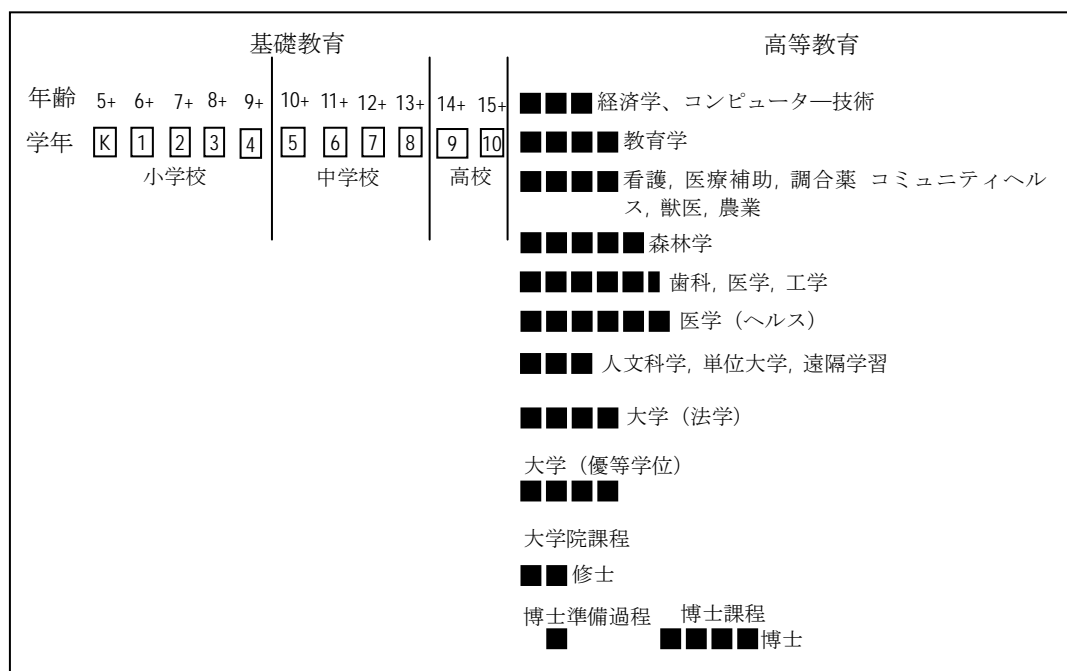 基礎教育 高等教育
年齢 5+ 6+ 7+ 8+ 9+ 10+ 11+ 12+ 13+ 14+ 15+
学年 K 1 2 3 4 5 6 7 8 9 10
小学校 中学校 高校
経済学、コンピューター―技術
教育学
看護, 医療補助, 調合薬 コミュニティヘル
ス, 獣医, 農業
森林学
歯科, 医学, 工学
医学（ヘルス）
人文科学, 単位大学, 遠隔学習
大学（法学）
大学（優等学位）
大学院課程
修士
博士準備過程 博士課程
博士